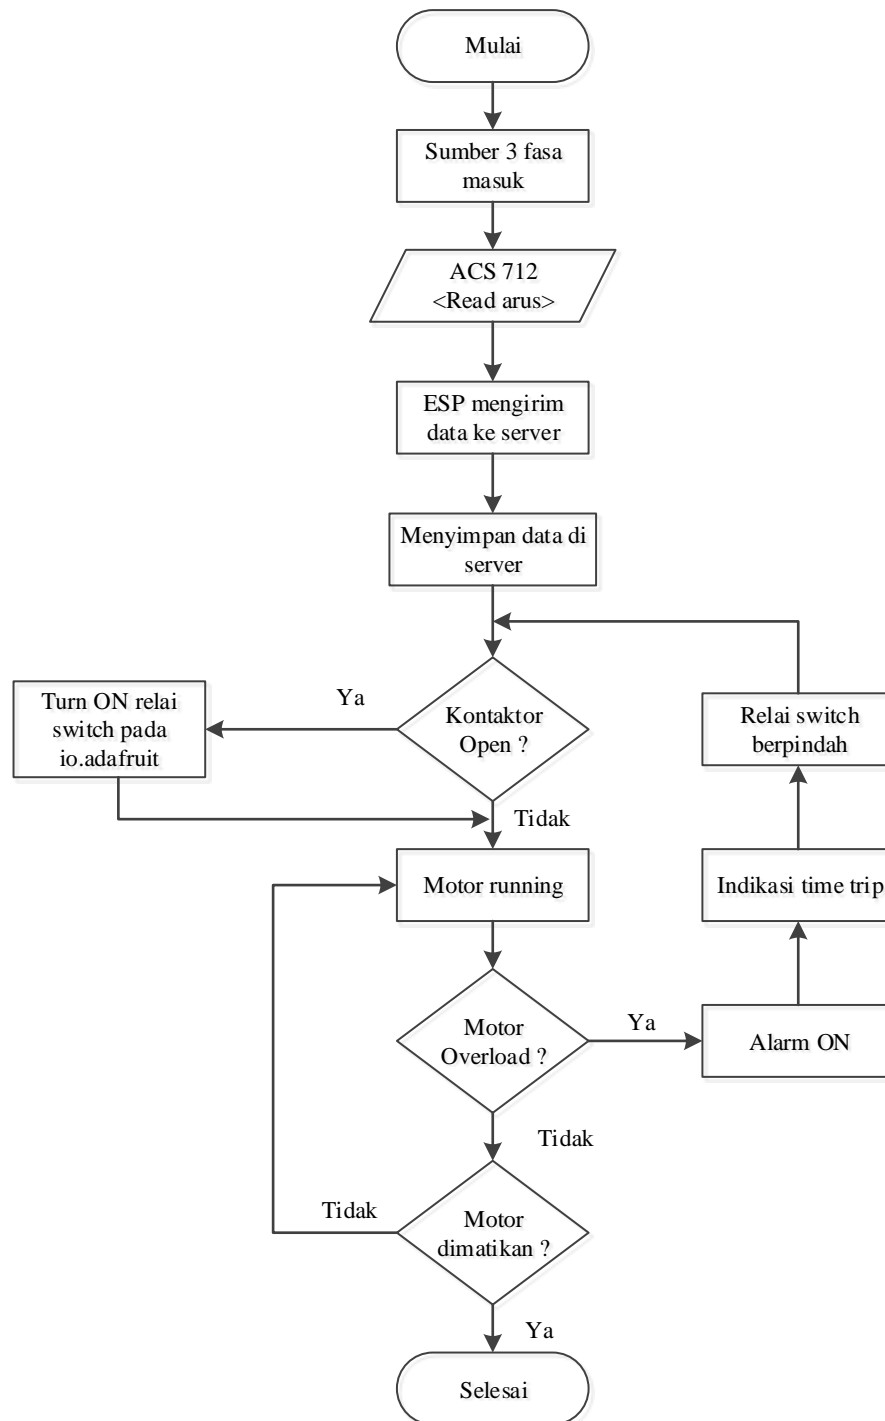 Mulai
Sumber 3 fasa
masuk
ACS 712
<Read arus>
ESP mengirim
data ke server
Menyimpan data di
server
Kontaktor
Open ?
Ya
Turn ON relai
switch pada
io.adafruit
Tidak
Motor running
Motor
Overload ?
Ya
Alarm ON
Indikasi time trip
Relai switch
berpindah
Tidak
Motor
dimatikan ?
Tidak
Ya
Selesai